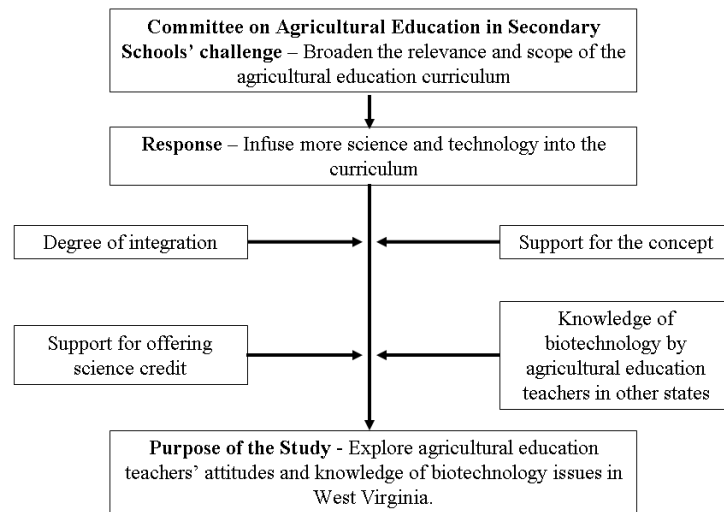 Committee on Agricultural Education in Secondary
Schools’ challenge – Broaden the relevance and scope of the
agricultural education curriculum
Response – Infuse more science and technology into the
curriculum
Degree of integration
Support for the concept
Support for offering
science credit
Knowledge of
biotechnology by
agricultural education
teachers in other states
Purpose of the Study - Explore agricultural education
teachers’ attitudes and knowledge of biotechnology issues in
West Virginia.